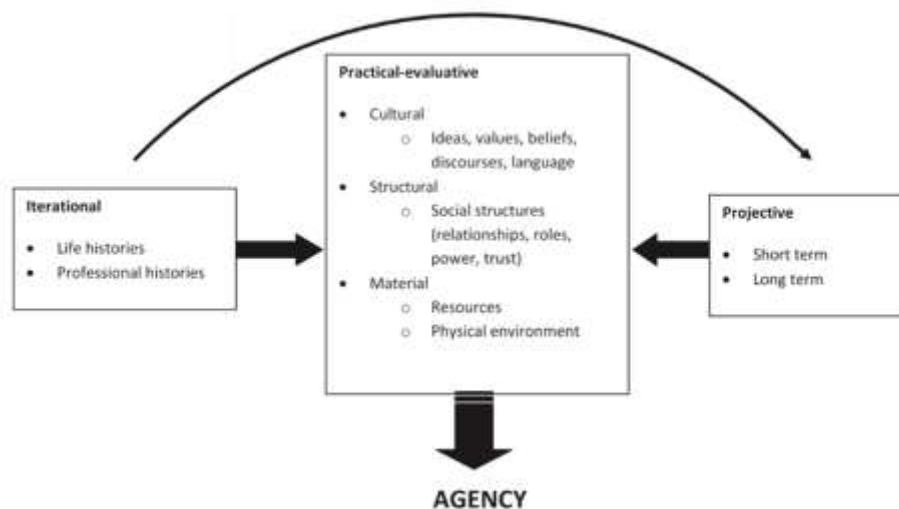 Practical-evaluative
• Cultural
o Ideas, values, beliefs,
discourses, language
• Structural
o Social structures
(relationships, roles,
power, trust)
• Material
o Resources
o Physical environment
Iterational
• Life histories
• Professional histories
Projective
• Short term
• Long term
AGENCY